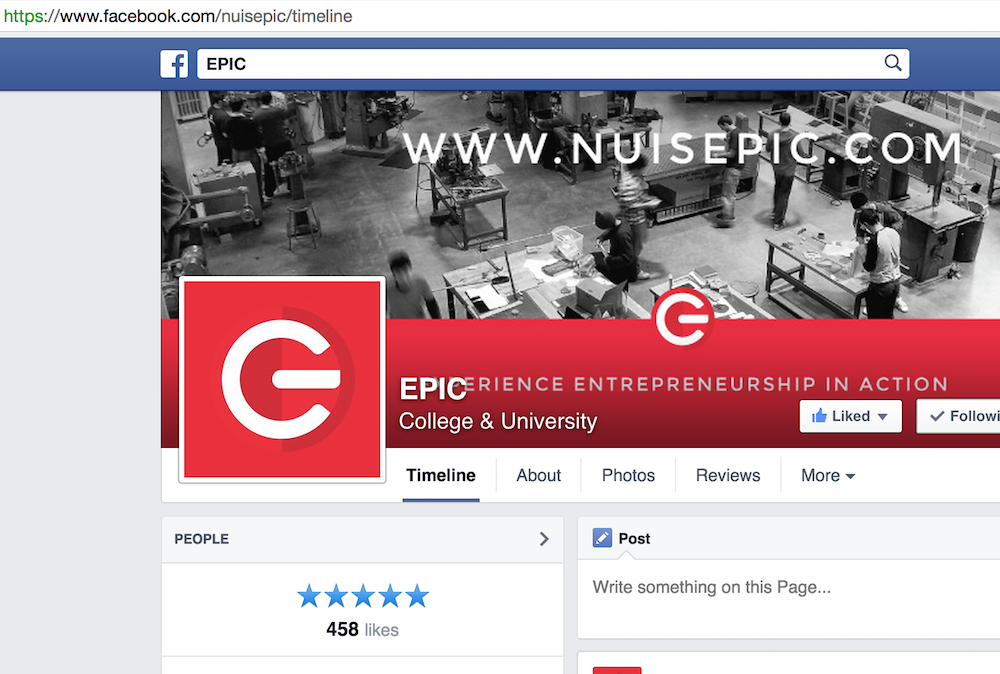 https://www.facebook.com/nuisepic/timeline
EPIC
WWW.NUISEPIC.COM
ERIENCE ENTREPRENEURSHIP IN ACTION
EPIC
College & University
Liked
Followi
Timeline
About
Photos
Reviews
More
PEOPLE
458 likes
Post
Write something on this Page...